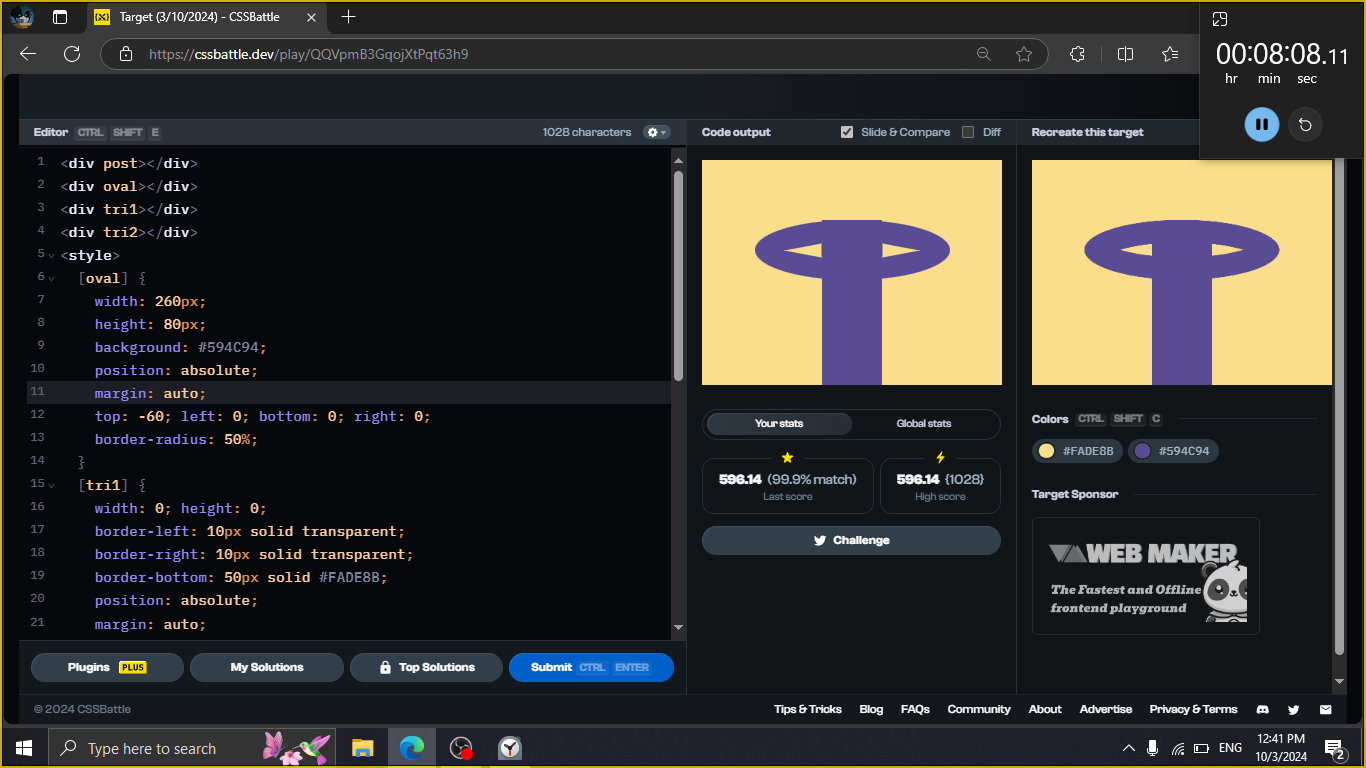 Target (3/10/2024) - CSSBattle
https://cssbattle.dev/play/QQVpmB3GqojXtPqt63h9
00:08:08.11
hr min sec
Editor CTRL SHIFT E
1028 characters
Code output
Slide & Compare
Diff
Recreate this target
1 <div post></div>
2 <div oval></div>
3 <div tri1></div>
4 <div tri2></div>
5 <style>
6 [oval] {
7 width: 260px;
8 height: 80px;
9 background: #594C94;
10 position: absolute;
11 margin: auto;
12 top: -60; left: 0; bottom: 0; right: 0;
13 border-radius: 50%;
14 }
15 [tri1] {
16 width: 0; height: 0;
17 border-left: 10px solid transparent;
18 border-right: 10px solid transparent;
19 border-bottom: 50px solid #FADE8B;
20 position: absolute;
21 margin: auto;
Your stats
Global stats
596.14 (99.9% match)
Last score
596.14 {1028}
High score
Challenge
Colors CTRL SHIFT C
#FADE8B
#594C94
Target Sponsor
WEB MAKER
The Fastest and Offline
frontend playground
Plugins PLUS
My Solutions
Top Solutions
Submit CTRL ENTER
© 2024 CSSBattle
Tips & Tricks
Blog
FAQs
Community
About
Advertise
Privacy & Terms
Type here to search
ENG
12:41 PM
10/3/2024
2